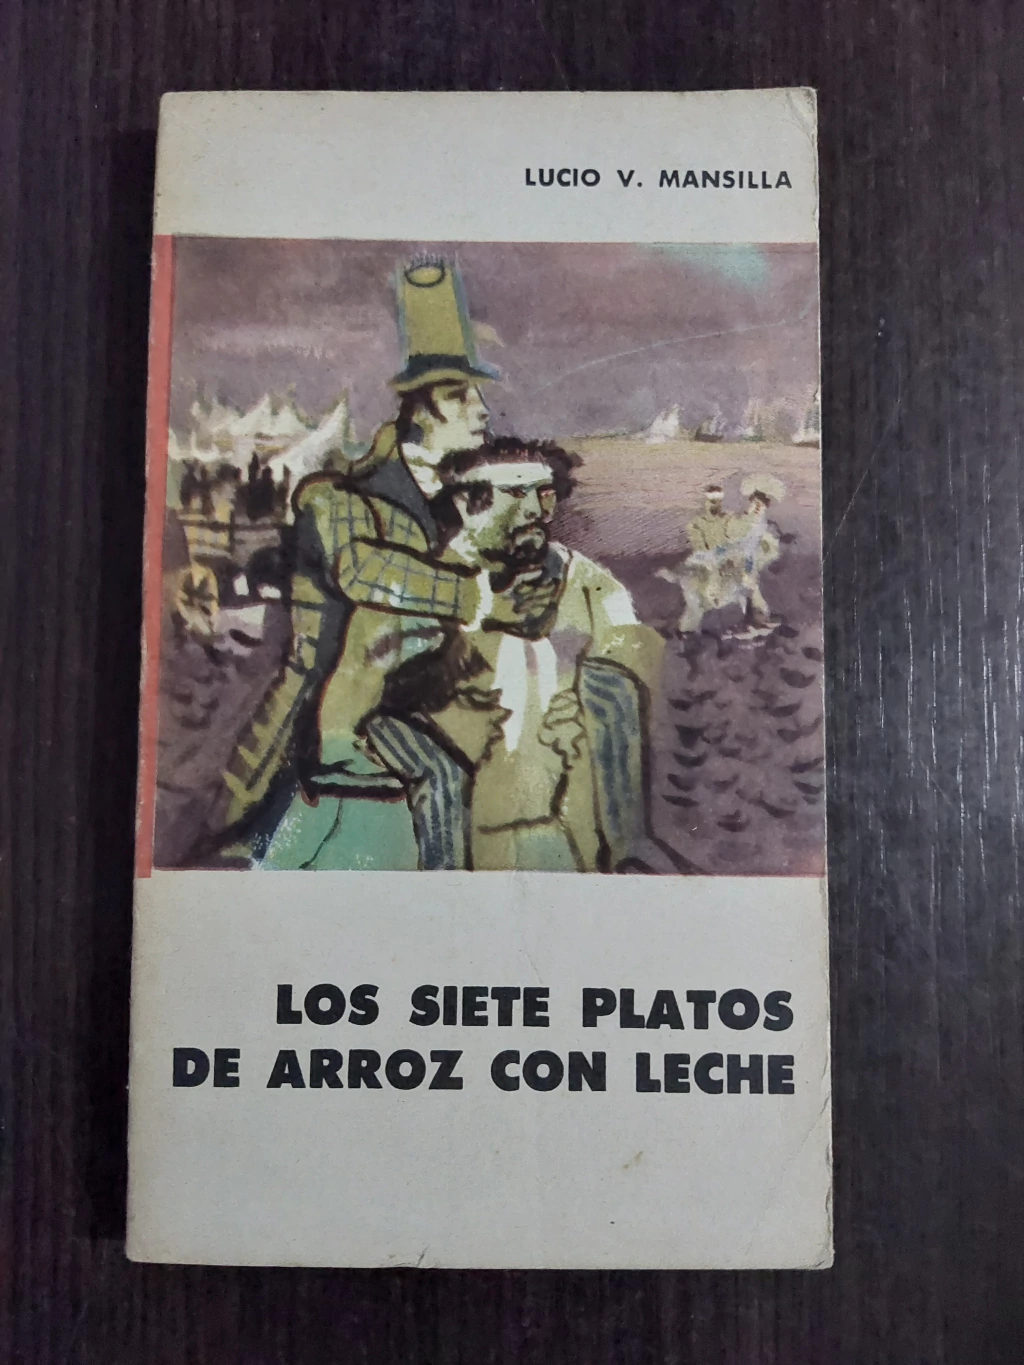 LUCIO V. MANSILLA
LOS SIETE PLATOS
DE ARROZ CON LECHE